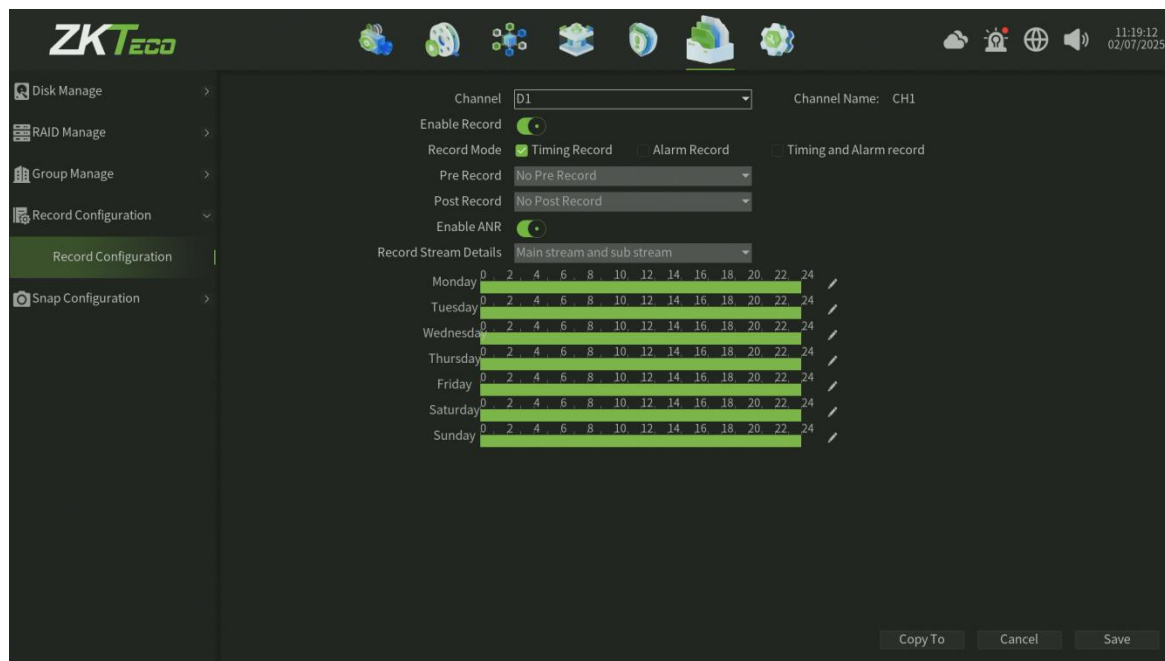 ZKTeco
11:19:12
02/07/2025
Disk Manage
RAID Manage
Group Manage
Record Configuration
Record Configuration
Snap Configuration
Channel D1 Channel Name: CH1
Enable Record
Record Mode Timing Record Alarm Record Timing and Alarm record
Pre Record No Pre Record
Post Record No Post Record
Enable ANR
Record Stream Details Main stream and sub stream
Monday 0 2 4 6 8 10 12 14 16 18 20 22 24
Tuesday 0 2 4 6 8 10 12 14 16 18 20 22 24
Wednesday 0 2 4 6 8 10 12 14 16 18 20 22 24
Thursday 0 2 4 6 8 10 12 14 16 18 20 22 24
Friday 0 2 4 6 8 10 12 14 16 18 20 22 24
Saturday 0 2 4 6 8 10 12 14 16 18 20 22 24
Sunday 0 2 4 6 8 10 12 14 16 18 20 22 24
Copy To Cancel Save